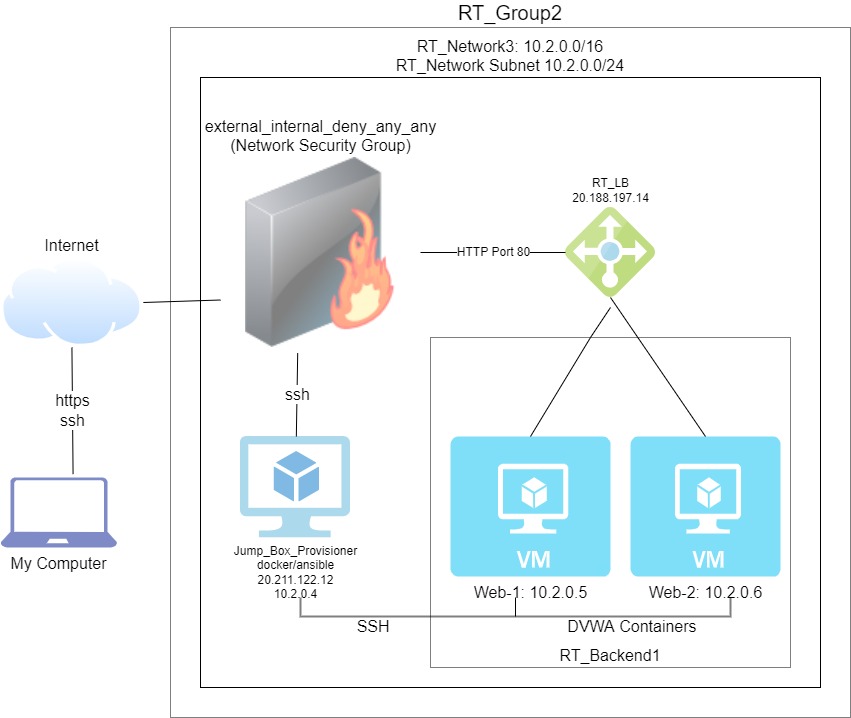 RT_Group2
RT_Network3: 10.2.0.0/16
RT_Network Subnet 10.2.0.0/24
external_internal_deny_any_any
(Network Security Group)
RT_LB
20.188.197.14
Internet
HTTP Port 80
https
ssh
ssh
My Computer
Jump_Box_Provisioner
docker/ansible
20.211.122.12
10.2.0.4
VM
VM
Web-1: 10.2.0.5
Web-2: 10.2.0.6
SSH
DVWA Containers
RT_Backend1